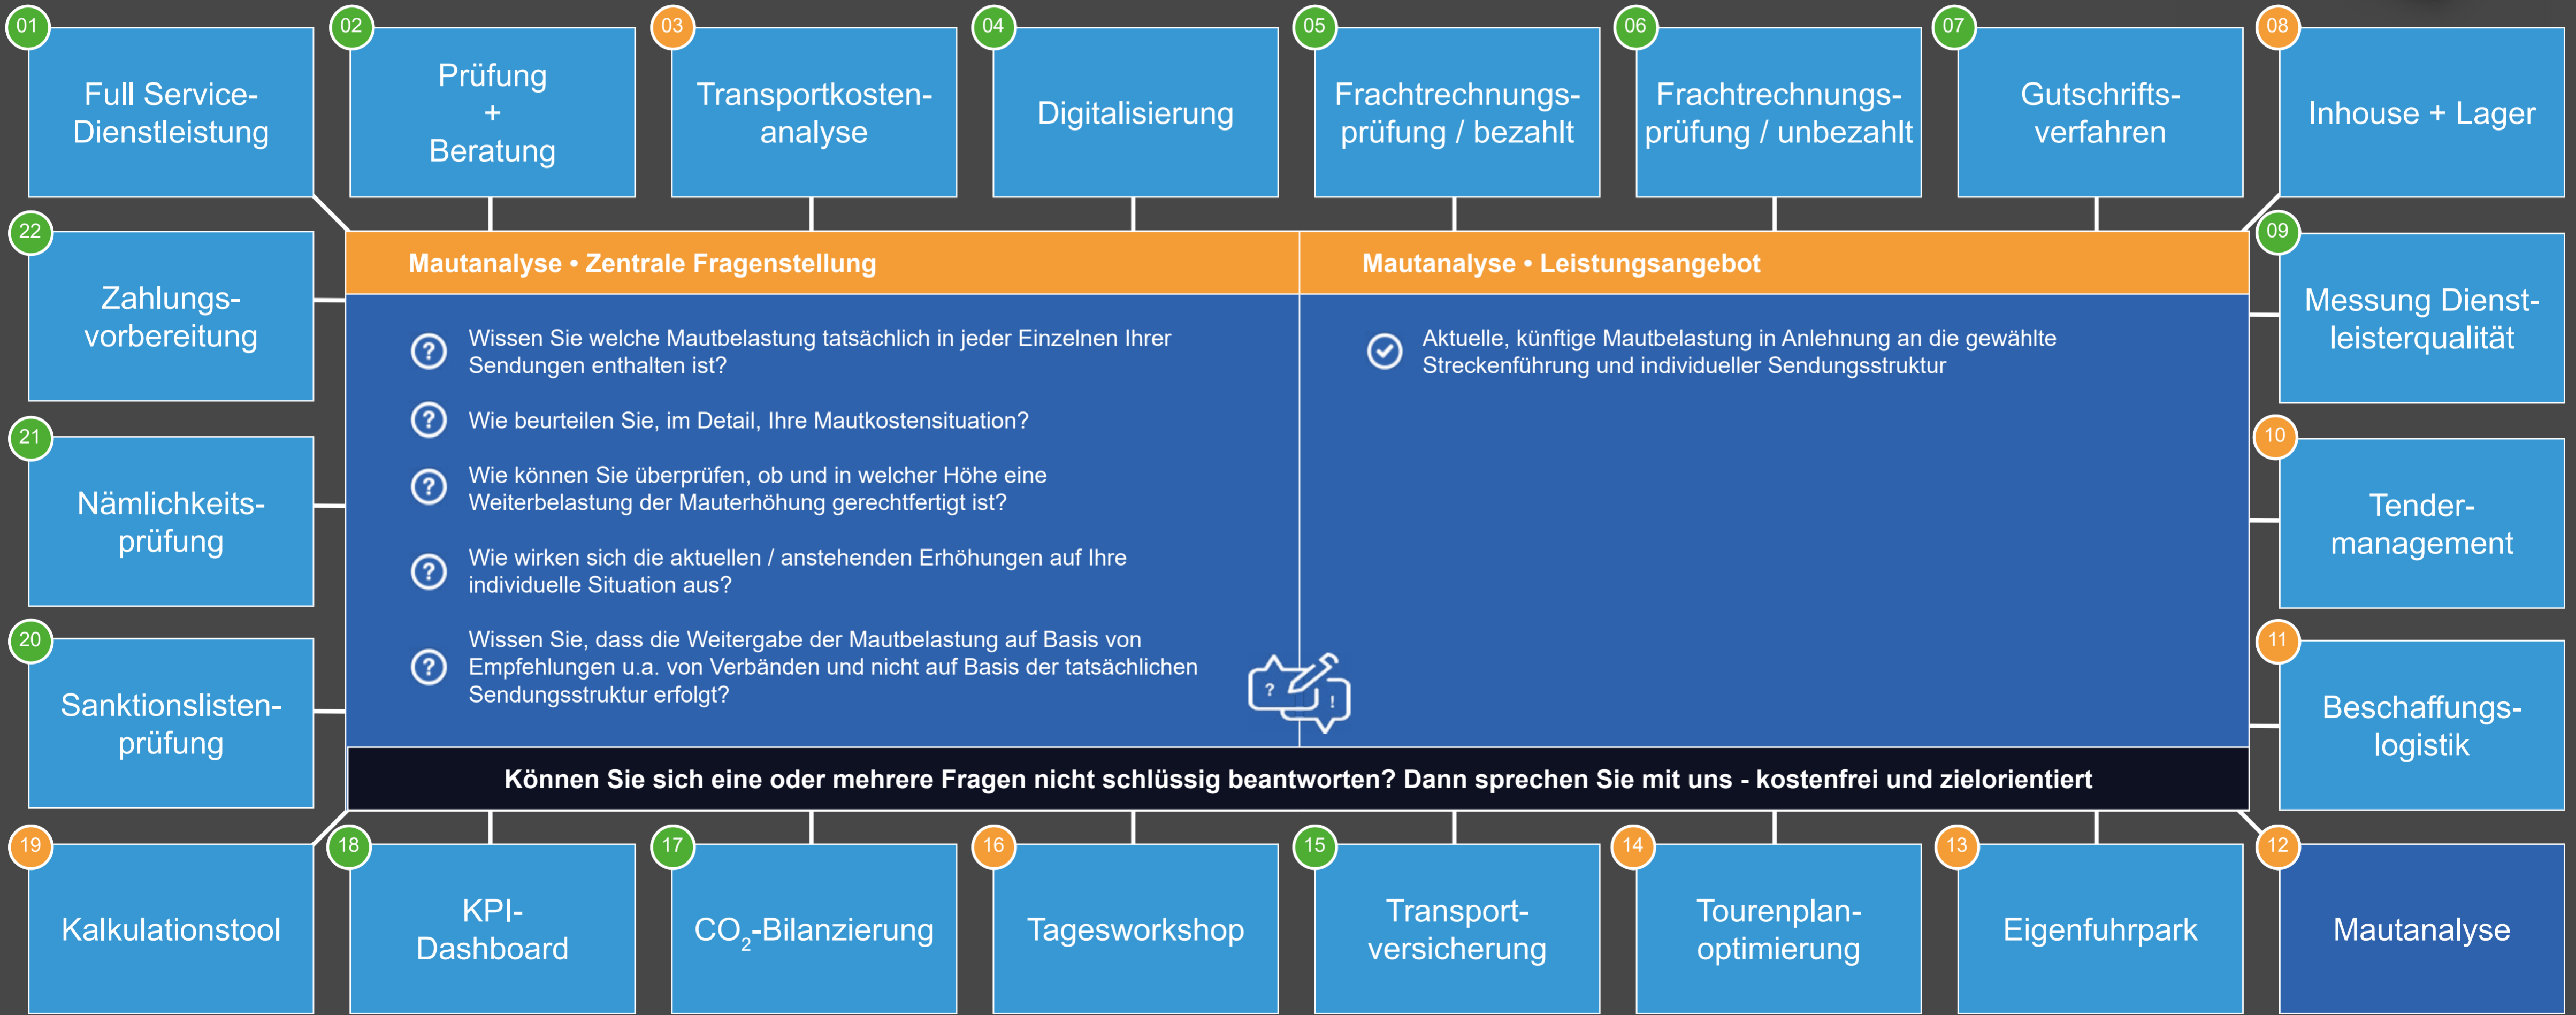 01
Full Service-
Dienstleistung
02
Prüfung
+
Beratung
03
Transportkosten-
analyse
04
Digitalisierung
05
Frachtrechnungs-
prüfung / bezahlt
06
Frachtrechnungs-
prüfung / unbezahlt
07
Gutschrifts-
verfahren
08
Inhouse + Lager
22
Zahlungs-
vorbereitung
21
Nämlichkeits-
prüfung
20
Sanktionslisten-
prüfung
Mautanalyse • Zentrale Fragenstellung
? Wissen Sie welche Mautbelastung tatsächlich in jeder Einzelnen Ihrer
Sendungen enthalten ist?
? Wie beurteilen Sie, im Detail, Ihre Mautkostensituation?
? Wie können Sie überprüfen, ob und in welcher Höhe eine
Weiterbelastung der Mauterhöhung gerechtfertigt ist?
? Wie wirken sich die aktuellen / anstehenden Erhöhungen auf Ihre
individuelle Situation aus?
? Wissen Sie, dass die Weitergabe der Mautbelastung auf Basis von
Empfehlungen u.a. von Verbänden und nicht auf Basis der tatsächlichen
Sendungsstruktur erfolgt?
? !
Mautanalyse • Leistungsangebot
Aktuelle, künftige Mautbelastung in Anlehnung an die gewählte
Streckenführung und individueller Sendungsstruktur
Können Sie sich eine oder mehrere Fragen nicht schlüssig beantworten? Dann sprechen Sie mit uns - kostenfrei und zielorientiert
09
Messung Dienst-
leisterqualität
10
Tender-
management
11
Beschaffungs-
logistik
19
Kalkulationstool
18
KPI-
Dashboard
17
CO₂-Bilanzierung
16
Tagesworkshop
15
Transport-
versicherung
14
Tourenplan-
optimierung
13
Eigenfuhrpark
12
Mautanalyse